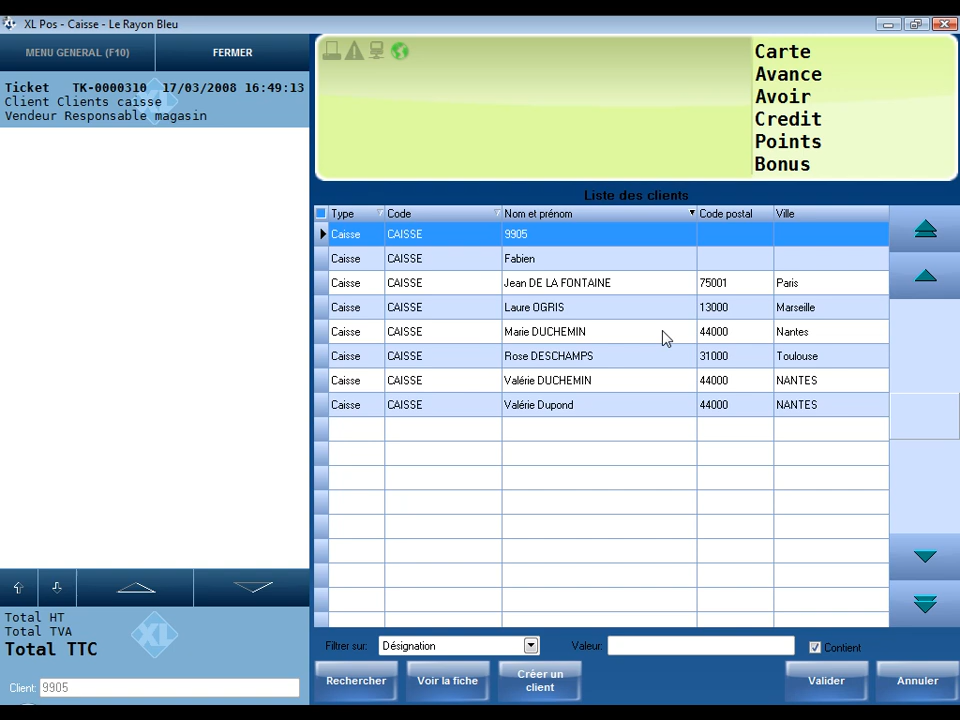 XL Pos - Caisse - Le Rayon Bleu
MENU GENERAL (F10) FERMER
Ticket TK-0000310 17/03/2008 16:49:13
Client Clients caisse
Vendeur Responsable magasin
Carte
Avance
Avoir
Credit
Points
Bonus
Liste des clients
Type Code Nom et prénom Code postal Ville
Caisse CAISSE 9905
Caisse CAISSE Fabien
Caisse CAISSE Jean DE LA FONTAINE 75001 Paris
Caisse CAISSE Laure OGRIS 13000 Marseille
Caisse CAISSE Marie DUCHEMIN 44000 Nantes
Caisse CAISSE Rose DESCHAMPS 31000 Toulouse
Caisse CAISSE Valérie DUCHEMIN 44000 NANTES
Caisse CAISSE Valérie Dupond 44000 NANTES
Total HT
Total TVA
Total TTC
XL
Client: 9905
Filtrer sur: Désignation Valeur: Contient
Rechercher Voir la fiche Créer un client Valider Annuler